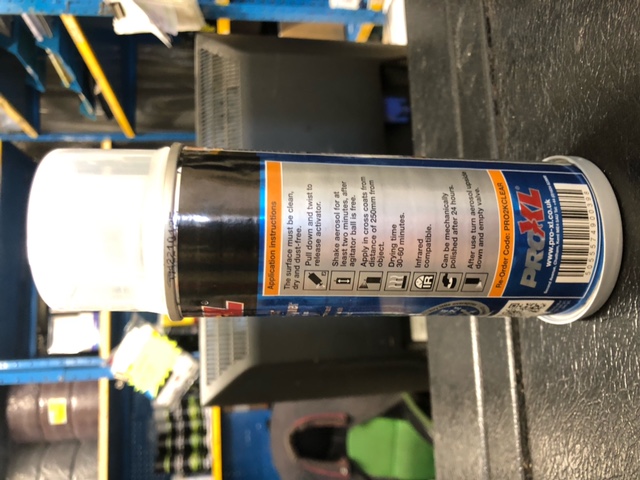 Application instructions
The surface must be clean,
dry and dust-free.
Pull down and twist to
release activator.
Shake aerosol for at
least two minutes, after
agitator ball is free.
Apply in cross coats from
distance of 250mm from
object.
Drying time
30-60 minutes.
Infrared
compatible.
IR
Can be mechanically
polished after 24 hours.
After use turn aerosol upside
down and empty valve.
Re-Order Code: PRO2KCLEAR
PROXL
www.pro-xl.co.uk